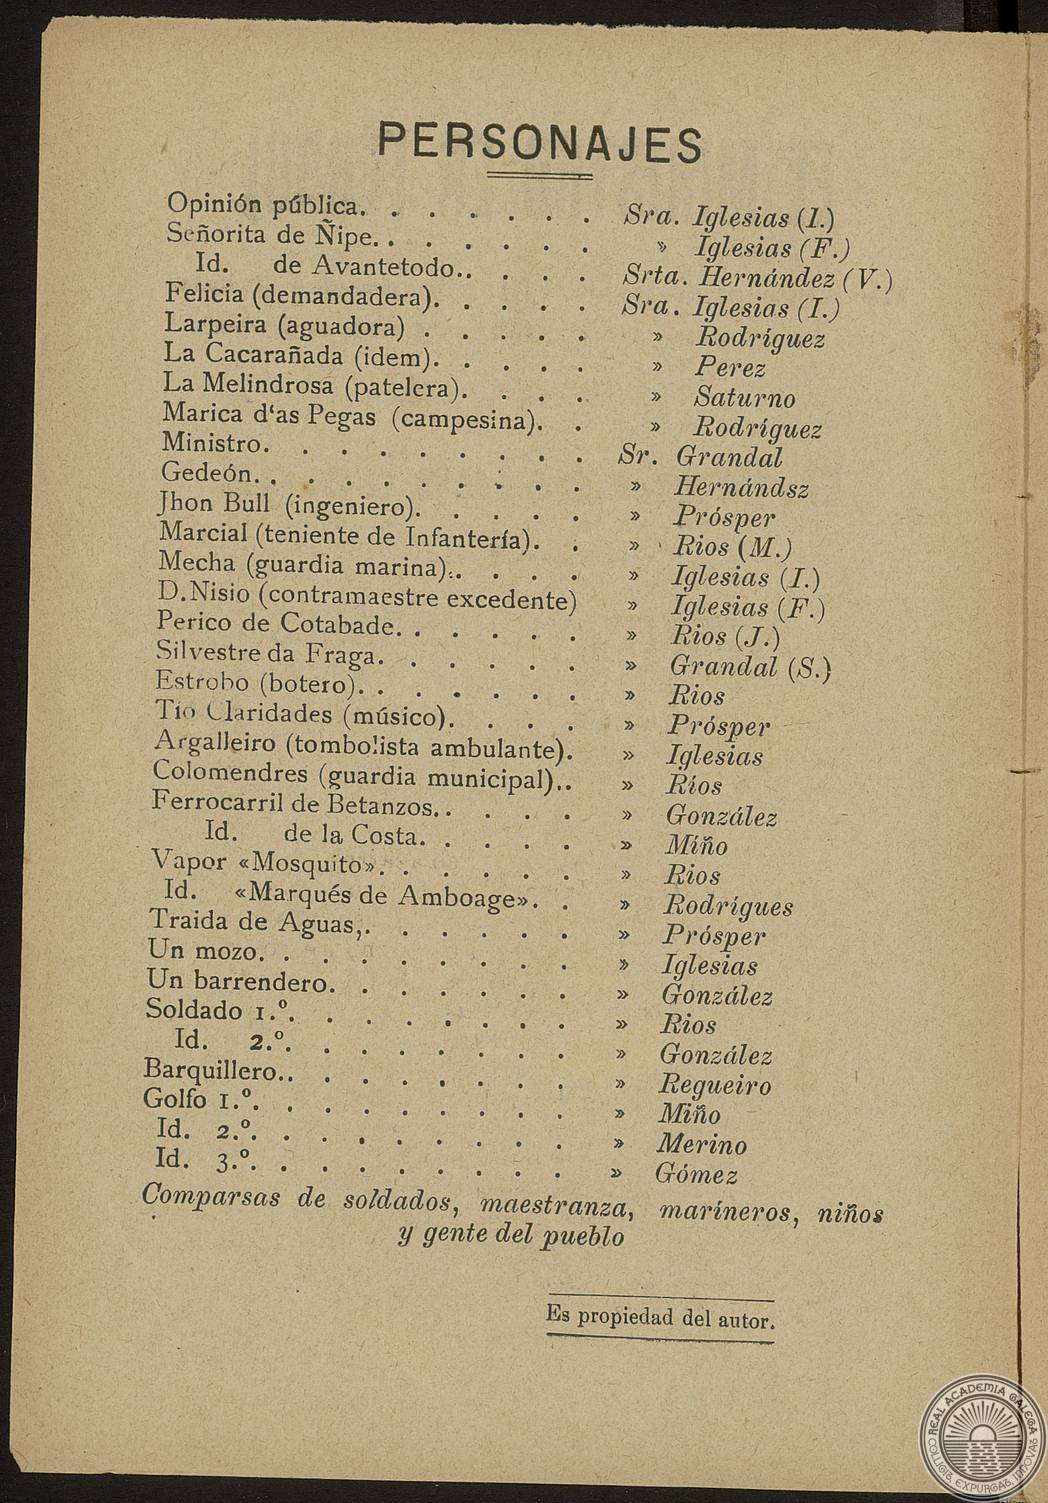 PERSONAJES
Opinión pública. . . . . . . Sra. Iglesias (I.)
Señorita de Ñipe. . . . . . . » Iglesias (F.)
Id. de Avantetodo. . . . . Srta. Hernández (V.)
Felicia (demandadera). . . . . Sra. Iglesias (I.)
Larpeira (aguadora) . . . . . » Rodríguez
La Cacarañada (idem). . . . . » Perez
La Melindrosa (patelera). . . . » Saturno
Marica d‘as Pegas (campesina). . » Rodríguez
Ministro. . . . . . . . . Sr. Grandal
Gedeón. . . . . . . . . . » Hernándsz
Jhon Bull (ingeniero). . . . . » Prósper
Marcial (teniente de Infantería). . » Rios (M.)
Mecha (guardia marina). . . . . » Iglesias (I.)
D. Nisio (contramaestre excedente) » Iglesias (F.)
Perico de Cotabade. . . . . . » Rios (J.)
Silvestre da Fraga. . . . . . » Grandal (S.)
Estrobo (botero). . . . . . . » Rios
Tio Claridades (músico). . . . » Prósper
Argalleiro (tombolista ambulante). » Iglesias
Colomendres (guardia municipal). . » Ríos
Ferrocarril de Betanzos. . . . . » González
Id. de la Costa. . . . . » Miño
Vapor «Mosquito». . . . . . » Rios
Id. «Marqués de Amboage». . » Rodrígues
Traida de Aguas,. . . . . . » Prósper
Un mozo. . . . . . . . . » Iglesias
Un barrendero. . . . . . . » González
Soldado 1.º. . . . . . . . » Rios
Id. 2.º. . . . . . . . » González
Barquillero. . . . . . . . . » Regueiro
Golfo 1.º. . . . . . . . . » Miño
Id. 2.º. . . . . . . . . » Merino
Id. 3.º. . . . . . . . . » Gómez
Comparsas de soldados, maestranza, marineros, niños
y gente del pueblo
Es propiedad del autor.
REAL ACADEMIA GALEGA
COLLIGIT, EXPURGAT, INNOVAT